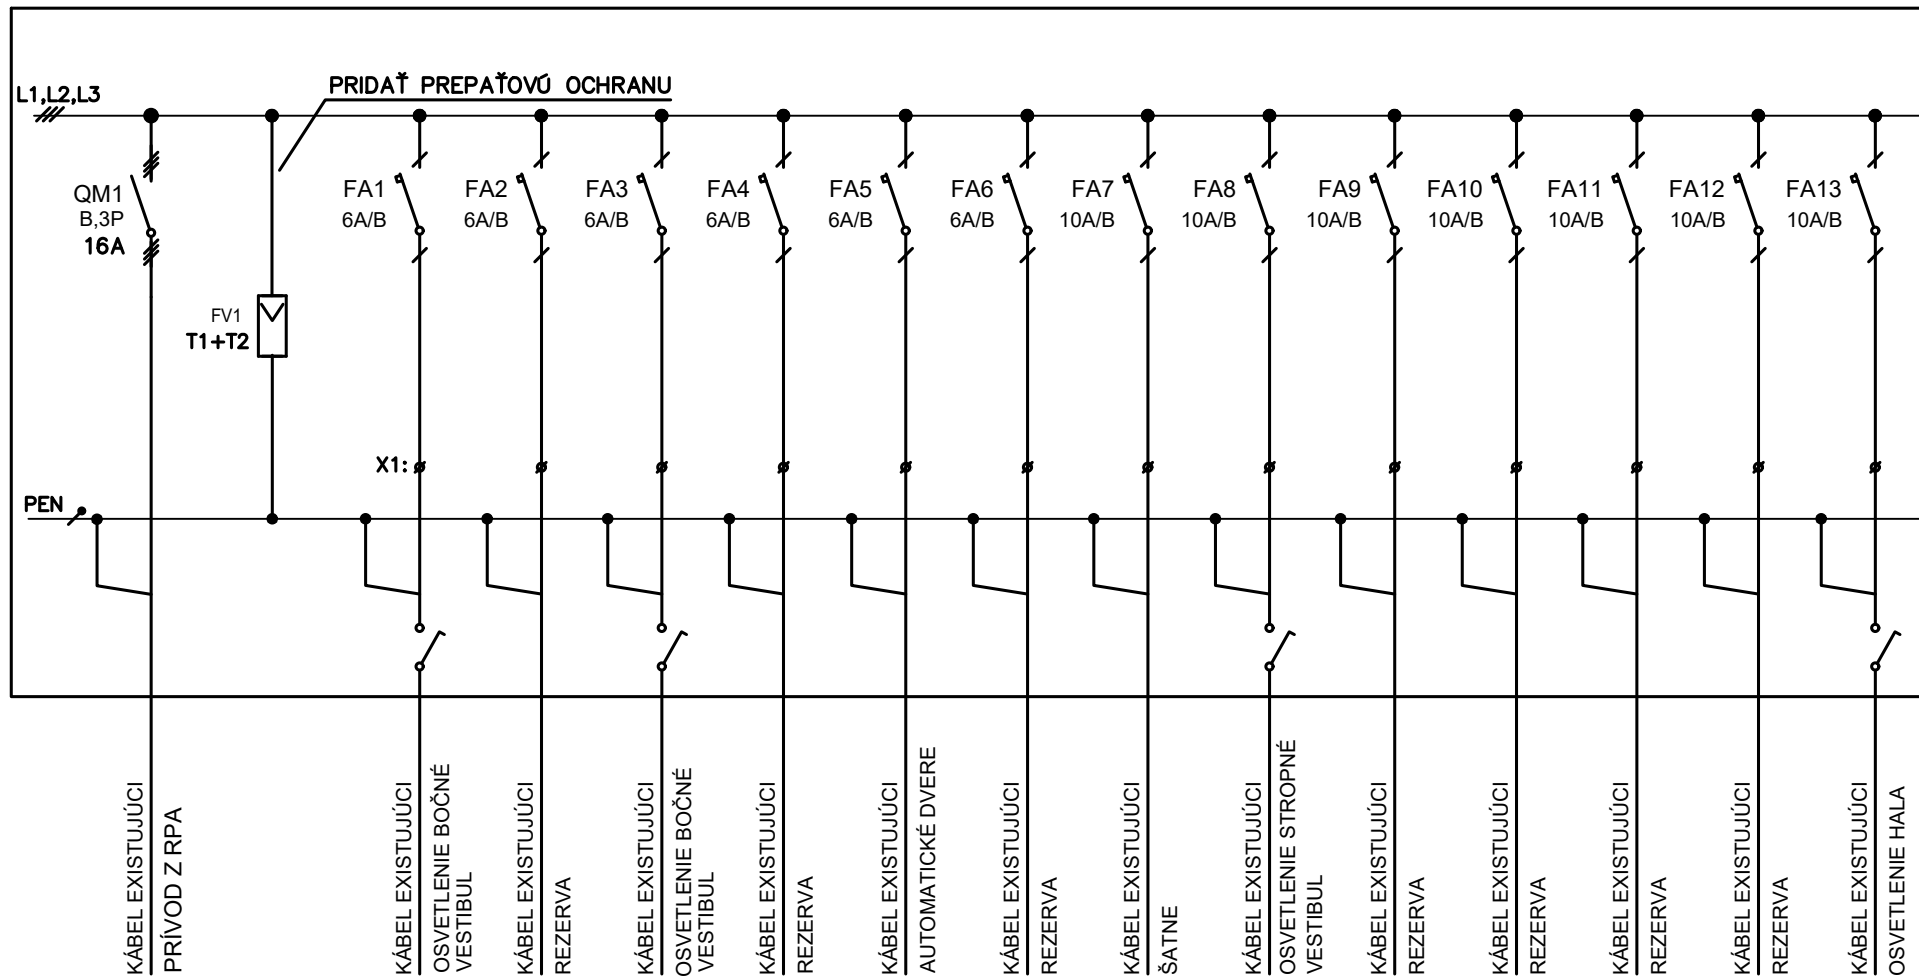 PRIDAŤ PREPAŤOVÚ OCHRANU
L1,L2,L3
QM1
B,3P
16A
FV1
T1+T2
FA1
6A/B
FA2
6A/B
FA3
6A/B
FA4
6A/B
FA5
6A/B
FA6
6A/B
FA7
10A/B
FA8
10A/B
FA9
10A/B
FA10
10A/B
FA11
10A/B
FA12
10A/B
FA13
10A/B
X1:
PEN
KÁBEL EXISTUJÚCI
PRÍVOD Z RPA
KÁBEL EXISTUJÚCI
OSVETLENIE BOČNÉ
VESTIBUL
KÁBEL EXISTUJÚCI
REZERVA
KÁBEL EXISTUJÚCI
OSVETLENIE BOČNÉ
VESTIBUL
KÁBEL EXISTUJÚCI
REZERVA
KÁBEL EXISTUJÚCI
AUTOMATICKÉ DVERE
KÁBEL EXISTUJÚCI
REZERVA
KÁBEL EXISTUJÚCI
ŠATNE
KÁBEL EXISTUJÚCI
OSVETLENIE STROPNÉ
VESTIBUL
KÁBEL EXISTUJÚCI
REZERVA
KÁBEL EXISTUJÚCI
REZERVA
KÁBEL EXISTUJÚCI
REZERVA
KÁBEL EXISTUJÚCI
REZERVA
KÁBEL EXISTUJÚCI
OSVETLENIE HALA